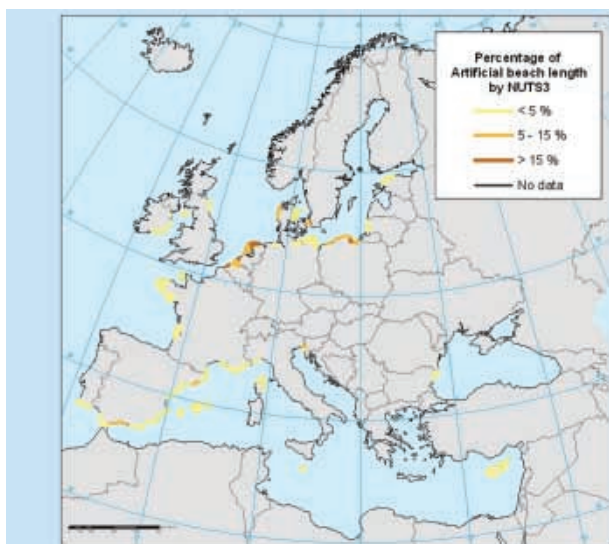 Percentage of
Artificial beach length
by NUTS3
< 5 %
5 - 15 %
> 15 %
No data